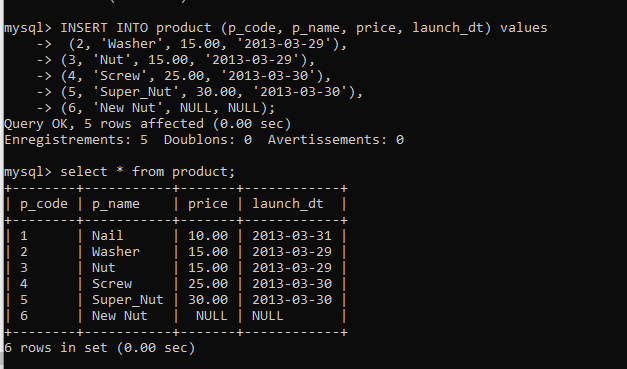 mysql> INSERT INTO product (p_code, p_name, price, launch_dt) values
    ->  (2, 'Washer', 15.00, '2013-03-29'),
    -> (3, 'Nut', 15.00, '2013-03-29'),
    -> (4, 'Screw', 25.00, '2013-03-30'),
    -> (5, 'Super_Nut', 30.00, '2013-03-30'),
    -> (6, 'New Nut', NULL, NULL);
Query OK, 5 rows affected (0.00 sec)
Enregistrements: 5  Doublons: 0  Avertissements: 0
mysql> select * from product;
+--------+-----------+-------+------------+
| p_code | p_name    | price | launch_dt  |
+--------+-----------+-------+------------+
| 1      | Nail      | 10.00 | 2013-03-31 |
| 2      | Washer    | 15.00 | 2013-03-29 |
| 3      | Nut       | 15.00 | 2013-03-29 |
| 4      | Screw     | 25.00 | 2013-03-30 |
| 5      | Super_Nut | 30.00 | 2013-03-30 |
| 6      | New Nut   |  NULL | NULL       |
+--------+-----------+-------+------------+
6 rows in set (0.00 sec)